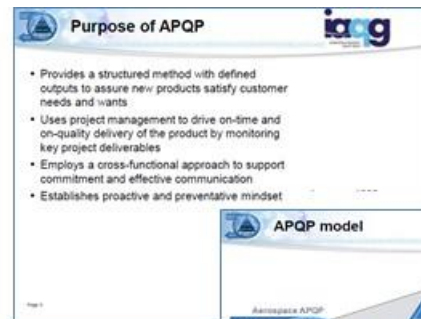 Purpose of APQP
iaqg
• Provides a structured method with defined
outputs to assure new products satisfy customer
needs and wants
• Uses project management to drive on-time and
on-quality delivery of the product by monitoring
key project deliverables
• Employs a cross-functional approach to support
commitment and effective communication
• Establishes proactive and preventative mindset
APQP model
Aerospace APQP